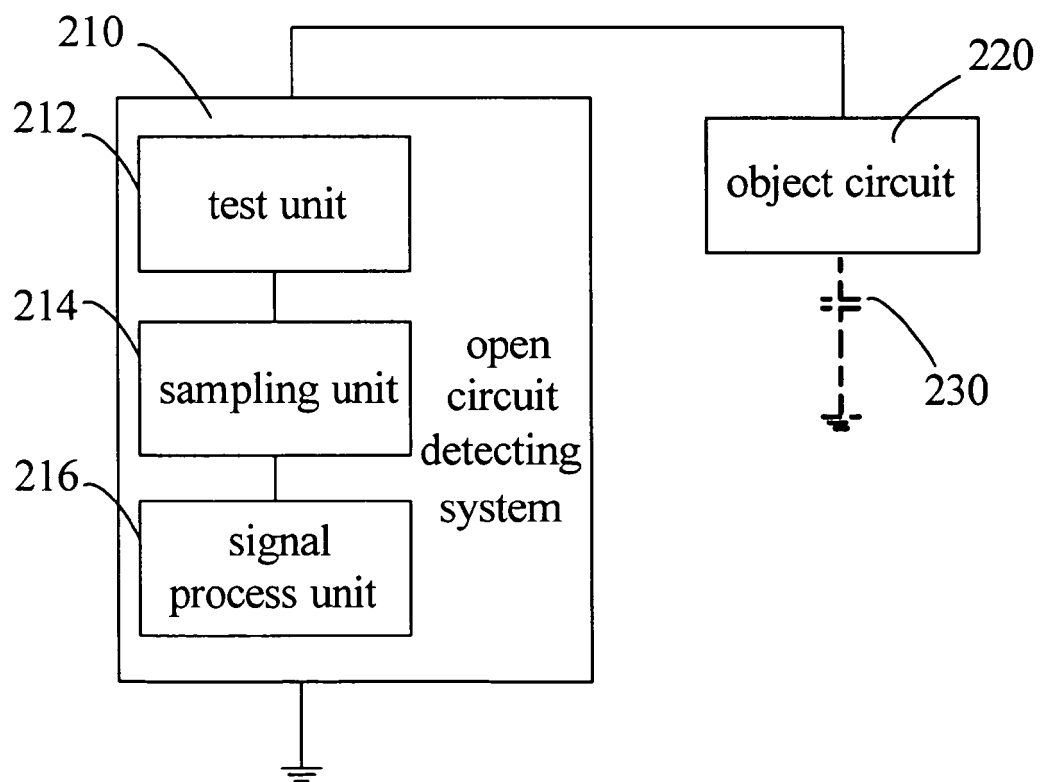 210
220
212
test unit
object circuit
214
sampling unit
open
circuit
detecting
system
230
216
signal
process unit